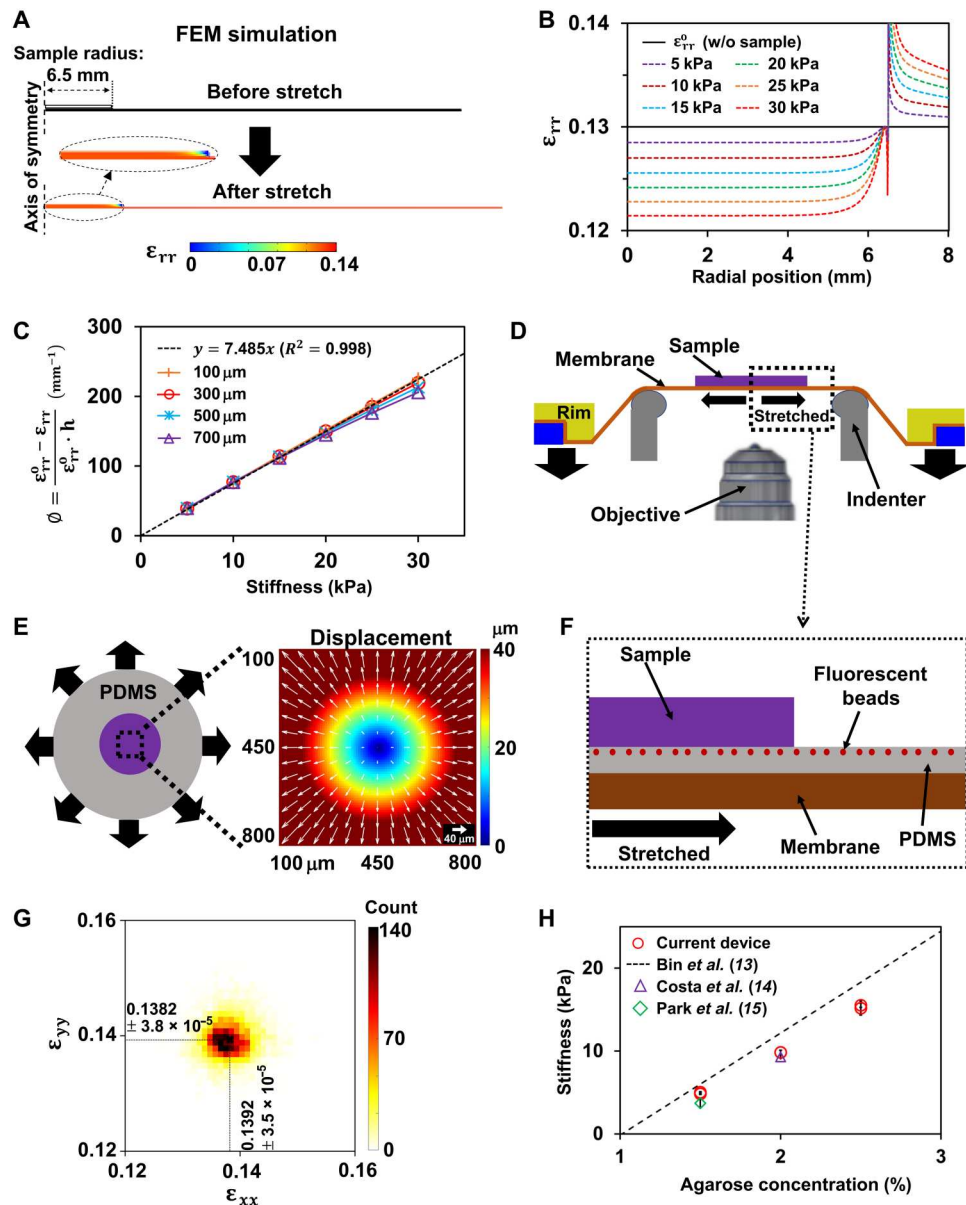 A
FEM simulation
Sample radius:
6.5 mm
Axis of symmetry
Before stretch
After stretch
ε_rr
0 0.07 0.14
B
0.14
0.13
0.12
ε_rr
ε°_rr (w/o sample)
5 kPa 20 kPa
10 kPa 25 kPa
15 kPa 30 kPa
0 2 4 6 8
Radial position (mm)
C
300
200
100
0
∅ = (ε°_rr − ε_rr) / (ε°_rr · h) (mm⁻¹)
y = 7.485x (R² = 0.998)
100 μm
300 μm
500 μm
700 μm
0 10 20 30
Stiffness (kPa)
D
Membrane
Sample
Rim
Stretched
Objective
Indenter
E
PDMS
Displacement
μm
100
450
800
100 μm 450 800
40 μm
40
20
0
F
Sample
Fluorescent
beads
Stretched
Membrane
PDMS
G
Count
140
70
0
0.16
0.14
0.12
ε_yy
0.1382
± 3.8 × 10⁻⁵
0.1392
± 3.5 × 10⁻⁵
0.12 0.14 0.16
ε_xx
H
Current device
Bin et al. (13)
Costa et al. (14)
Park et al. (15)
20
10
0
Stiffness (kPa)
1 2 3
Agarose concentration (%)